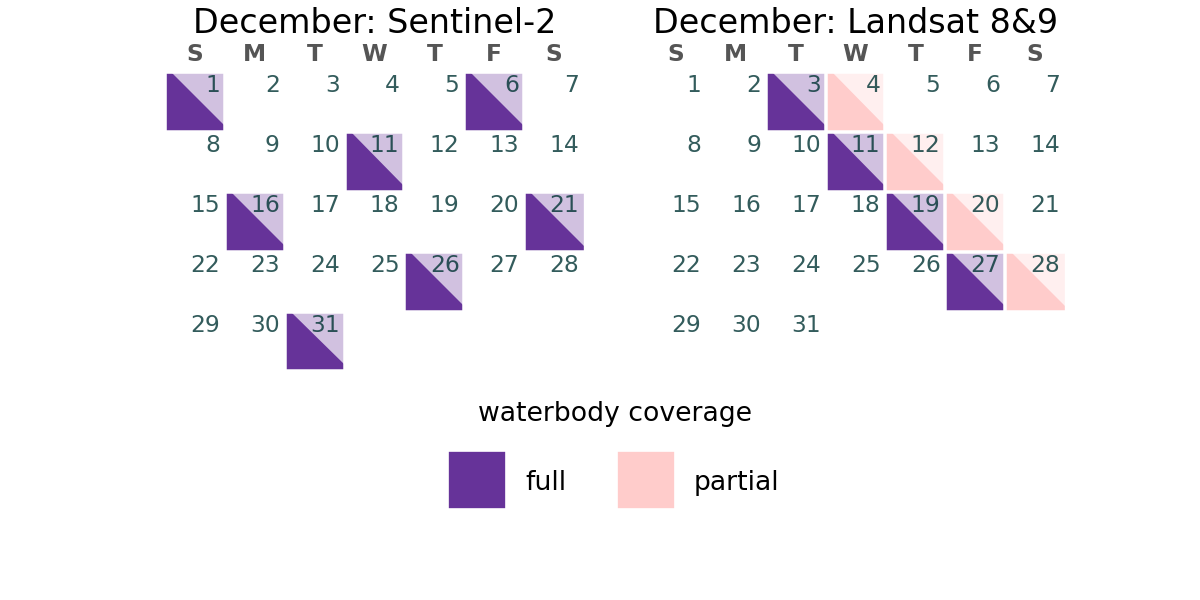 December: Sentinel-2
S M T W T F S
1 2 3 4 5 6 7
8 9 10 11 12 13 14
15 16 17 18 19 20 21
22 23 24 25 26 27 28
29 30 31
December: Landsat 8&9
S M T W T F S
1 2 3 4 5 6 7
8 9 10 11 12 13 14
15 16 17 18 19 20 21
22 23 24 25 26 27 28
29 30 31
waterbody coverage
full partial